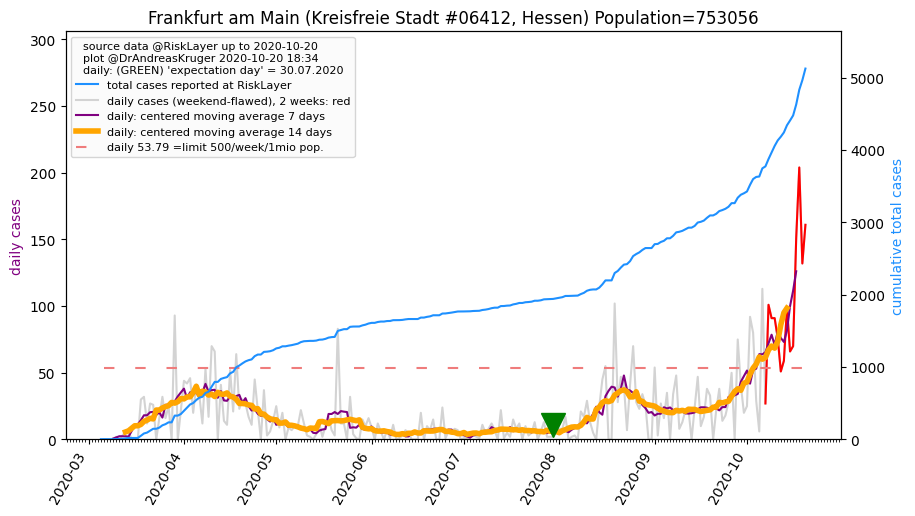 Frankfurt am Main (Kreisfreie Stadt #06412, Hessen) Population=753056
source data @RiskLayer up to 2020-10-20
plot @DrAndreasKruger 2020-10-20 18:34
daily: (GREEN) 'expectation day' = 30.07.2020
total cases reported at RiskLayer
daily cases (weekend-flawed), 2 weeks: red
daily: centered moving average 7 days
daily: centered moving average 14 days
daily 53.79 =limit 500/week/1mio pop.
daily cases
300
250
200
150
100
50
0
cumulative total cases
5000
4000
3000
2000
1000
0
2020-03
2020-04
2020-05
2020-06
2020-07
2020-08
2020-09
2020-10